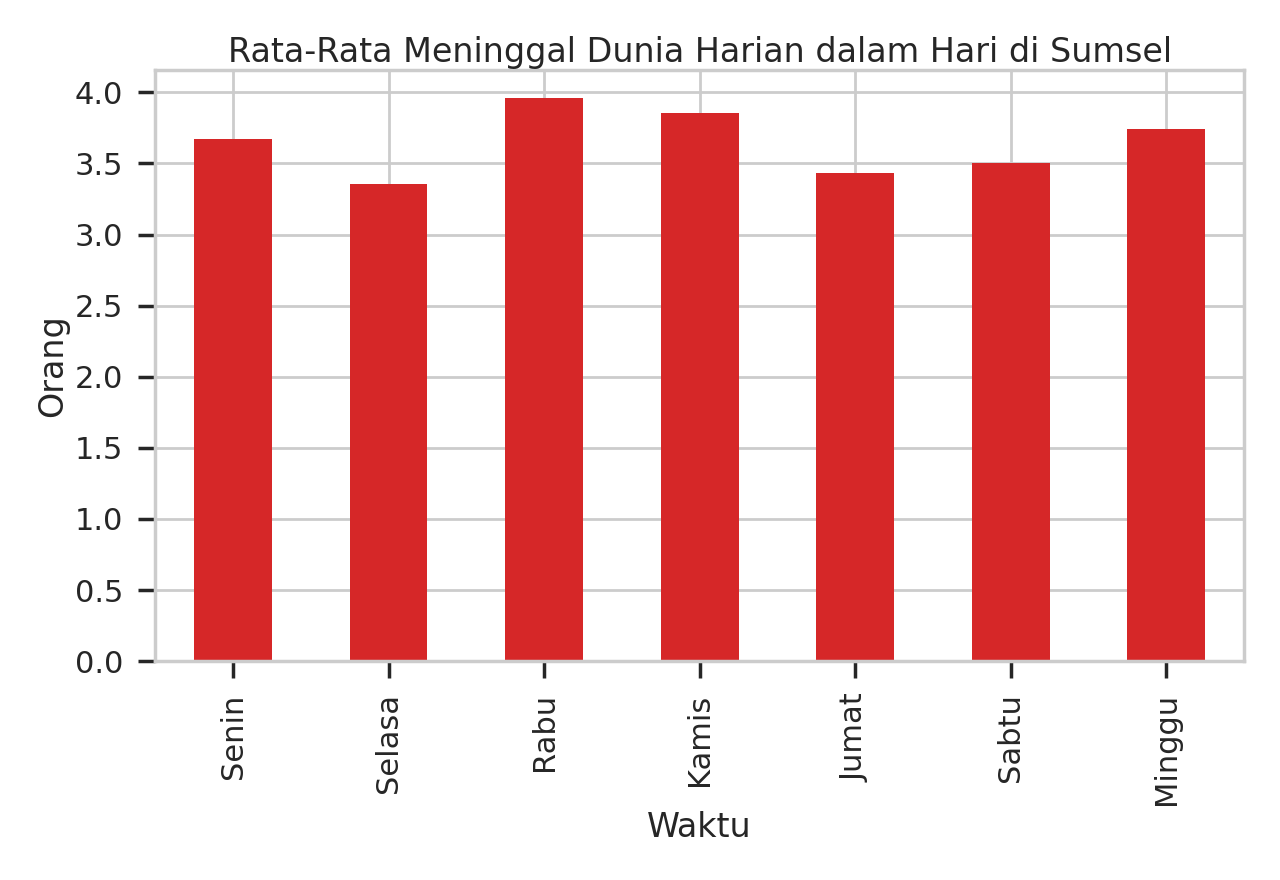 Rata-Rata Meninggal Dunia Harian dalam Hari di Sumsel
4.0
3.5
3.0
2.5
2.0
1.5
1.0
0.5
0.0
Orang
Senin
Selasa
Rabu
Kamis
Jumat
Sabtu
Minggu
Waktu